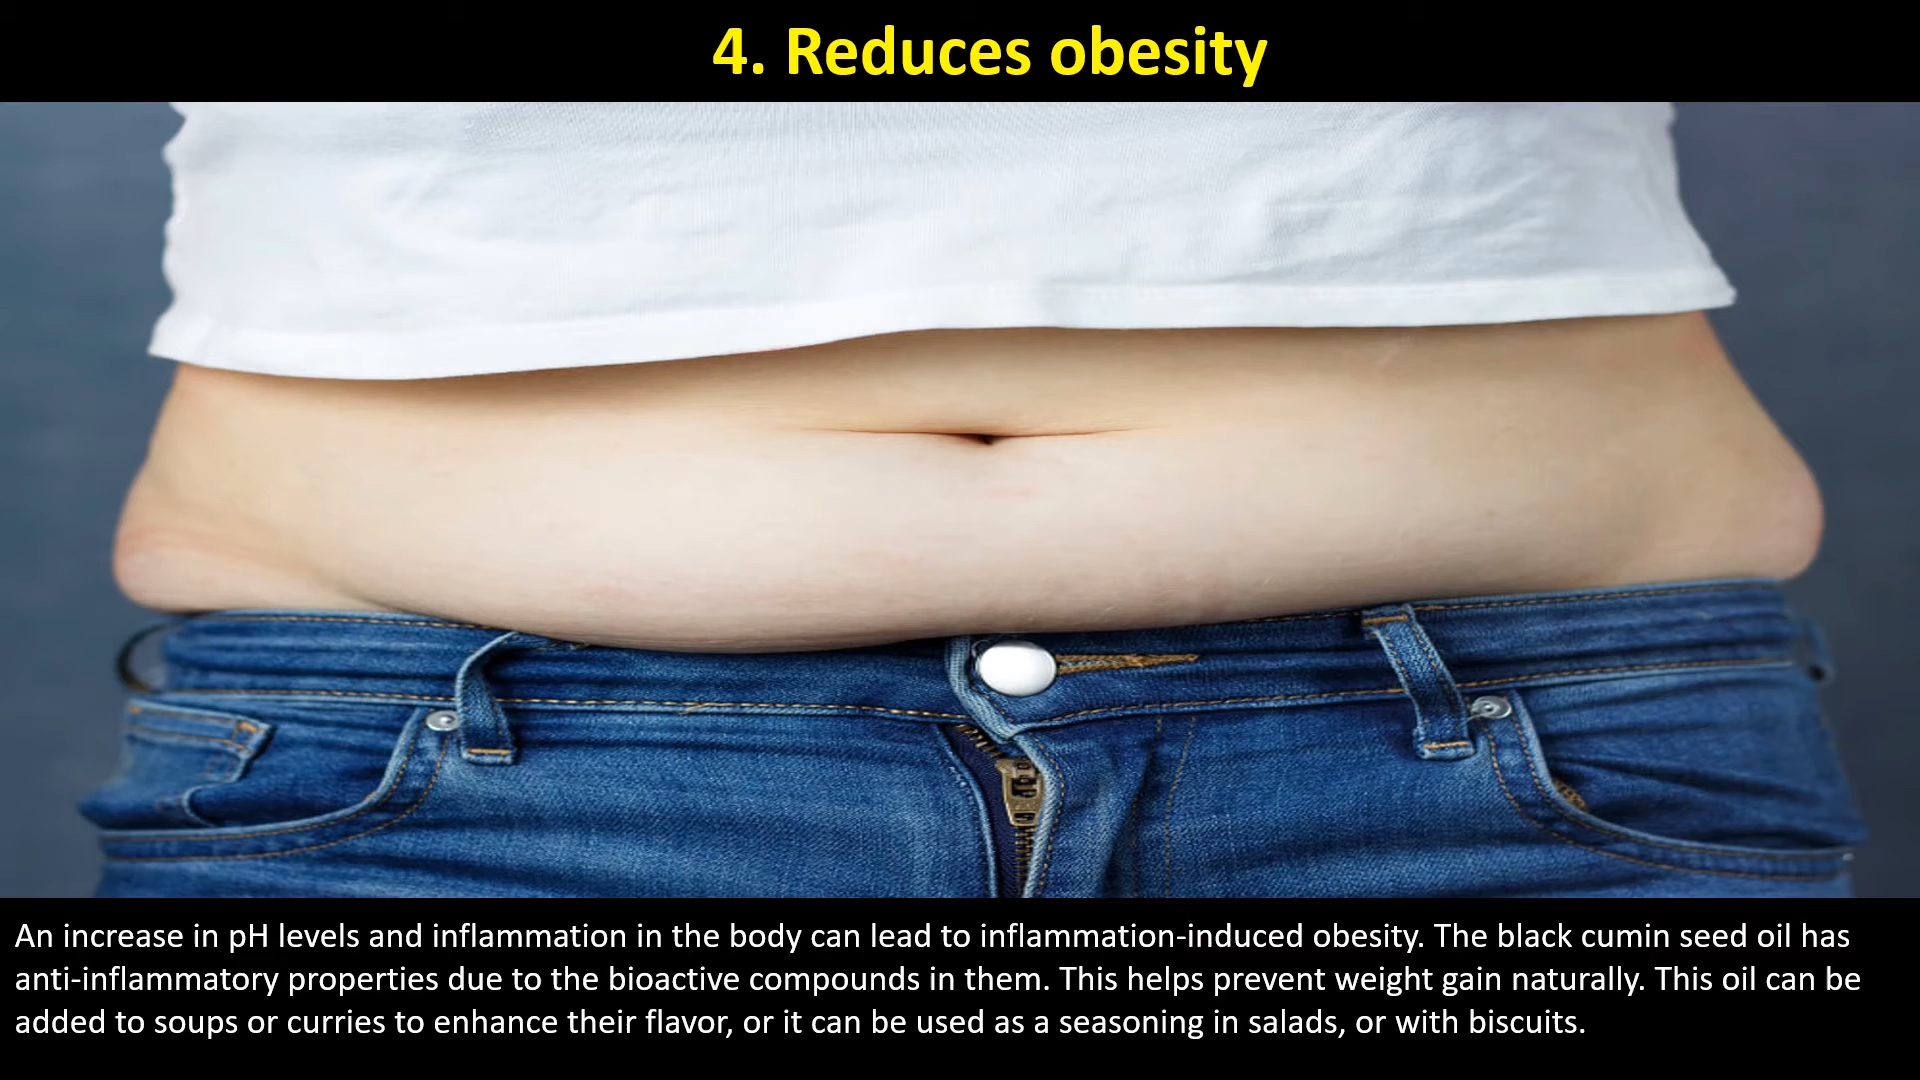 4. Reduces obesity
An increase in pH levels and inflammation in the body can lead to inflammation-induced obesity. The black cumin seed oil has
anti-inflammatory properties due to the bioactive compounds in them. This helps prevent weight gain naturally. This oil can be
added to soups or curries to enhance their flavor, or it can be used as a seasoning in salads, or with biscuits.